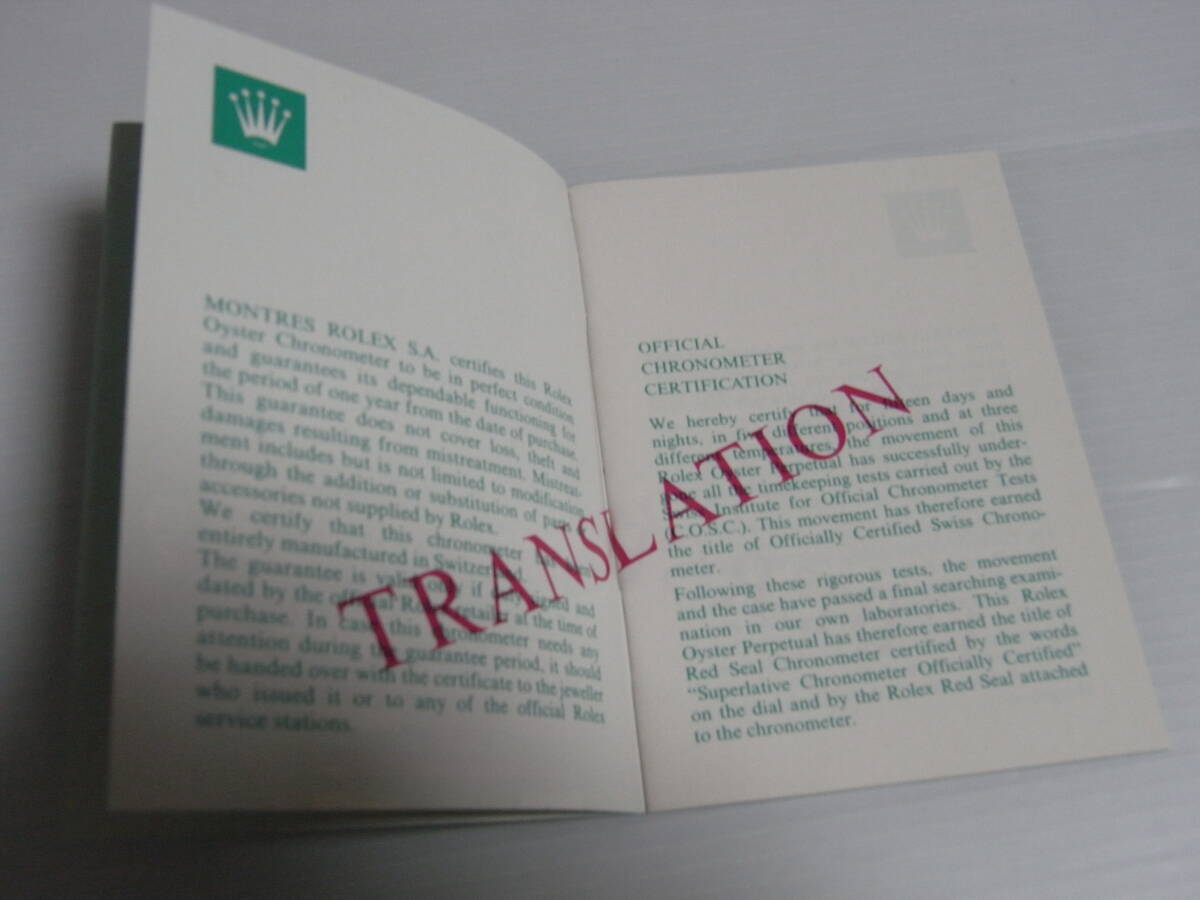 MONTRES ROLEX S.A. certifies this Rolex
Oyster Chronometer to be in perfect condition
and guarantees its dependable functioning for
the period of one year from the date of purchase.
This guarantee does not cover loss, theft and
damages resulting from mistreatment. Mistreat-
ment includes but is not limited to modification
through the addition or substitution of parts
accessories not supplied by Rolex.
We certify that this chronometer has been
entirely manufactured in Switzerland.
The guarantee is valid only if signed and
dated by the official Rolex retailer at the time of
purchase. In case this chronometer needs any
attention during the guarantee period, it should
be handed over with the certificate to the jeweller
who issued it or to any of the official Rolex
service stations.
TRANSLATION
OFFICIAL
CHRONOMETER
CERTIFICATION
We hereby certify that for fifteen days and
nights, in five different positions and at three
different temperatures, the movement of this
Rolex Oyster Perpetual has successfully under-
gone all the timekeeping tests carried out by the
Swiss Institute for Official Chronometer Tests
(C.O.S.C.). This movement has therefore earned
the title of Officially Certified Swiss Chrono-
meter.
Following these rigorous tests, the movement
and the case have passed a final searching exami-
nation in our own laboratories. This Rolex
Oyster Perpetual has therefore earned the title of
Red Seal Chronometer certified by the words
“Superlative Chronometer Officially Certified”
on the dial and by the Rolex Red Seal attached
to the chronometer.